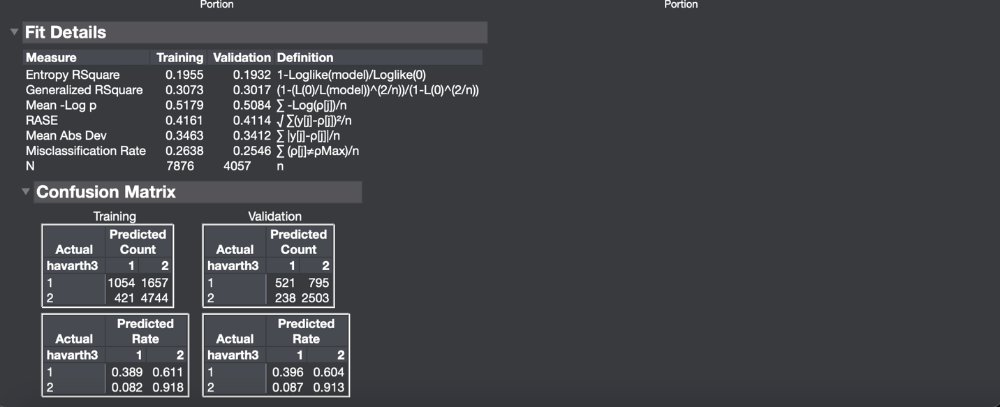 Portion Portion
Fit Details
Measure Training Validation Definition
Entropy RSquare 0.1955 0.1932 1-Loglike(model)/Loglike(0)
Generalized RSquare 0.3073 0.3017 (1-(L(0)/L(model))^(2/n))/(1-L(0)^(2/n))
Mean -Log p 0.5179 0.5084 ∑ -Log(ρ[j])/n
RASE 0.4161 0.4114 √ ∑(y[j]-ρ[j])²/n
Mean Abs Dev 0.3463 0.3412 ∑ |y[j]-ρ[j]|/n
Misclassification Rate 0.2638 0.2546 ∑ (ρ[j]≠ρMax)/n
N 7876 4057 n
Confusion Matrix
Training Validation
Predicted Predicted
Actual Count Actual Count
havarth3 1 2 havarth3 1 2
1 1054 1657 1 521 795
2 421 4744 2 238 2503
Predicted Predicted
Actual Rate Actual Rate
havarth3 1 2 havarth3 1 2
1 0.389 0.611 1 0.396 0.604
2 0.082 0.918 2 0.087 0.913